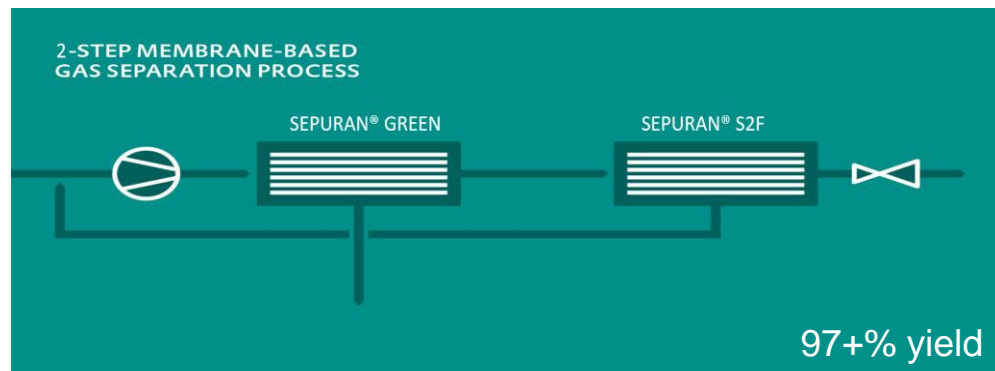 2-STEP MEMBRANE-BASED
GAS SEPARATION PROCESS
SEPURAN® GREEN
SEPURAN® S2F
97+% yield